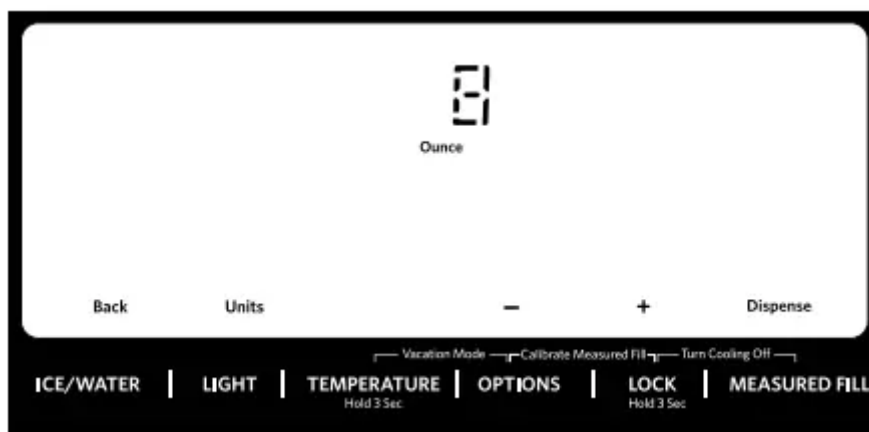 8
Ounce
Back Units – + Dispense
Vacation Mode Calibrate Measured Fill Turn Cooling Off
ICE/WATER | LIGHT | TEMPERATURE | OPTIONS | LOCK | MEASURED FILL
Hold 3 Sec Hold 3 Sec